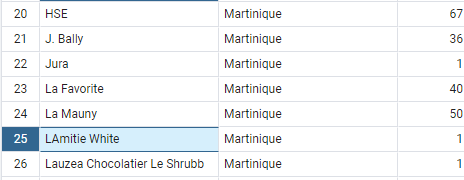 20 HSE Martinique 67
21 J. Bally Martinique 36
22 Jura Martinique 1
23 La Favorite Martinique 40
24 La Mauny Martinique 50
25 LAmitie White Martinique 1
26 Lauzea Chocolatier Le Shrubb Martinique 1